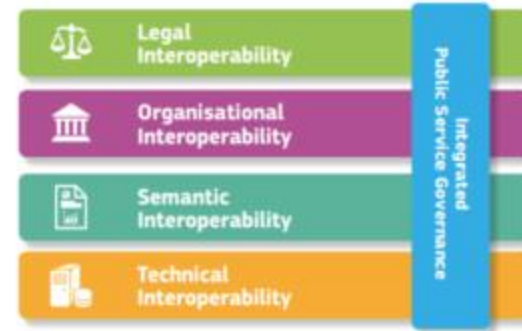 Legal
Interoperability
Organisational
Interoperability
Semantic
Interoperability
Technical
Interoperability
Integrated
Public Service Governance